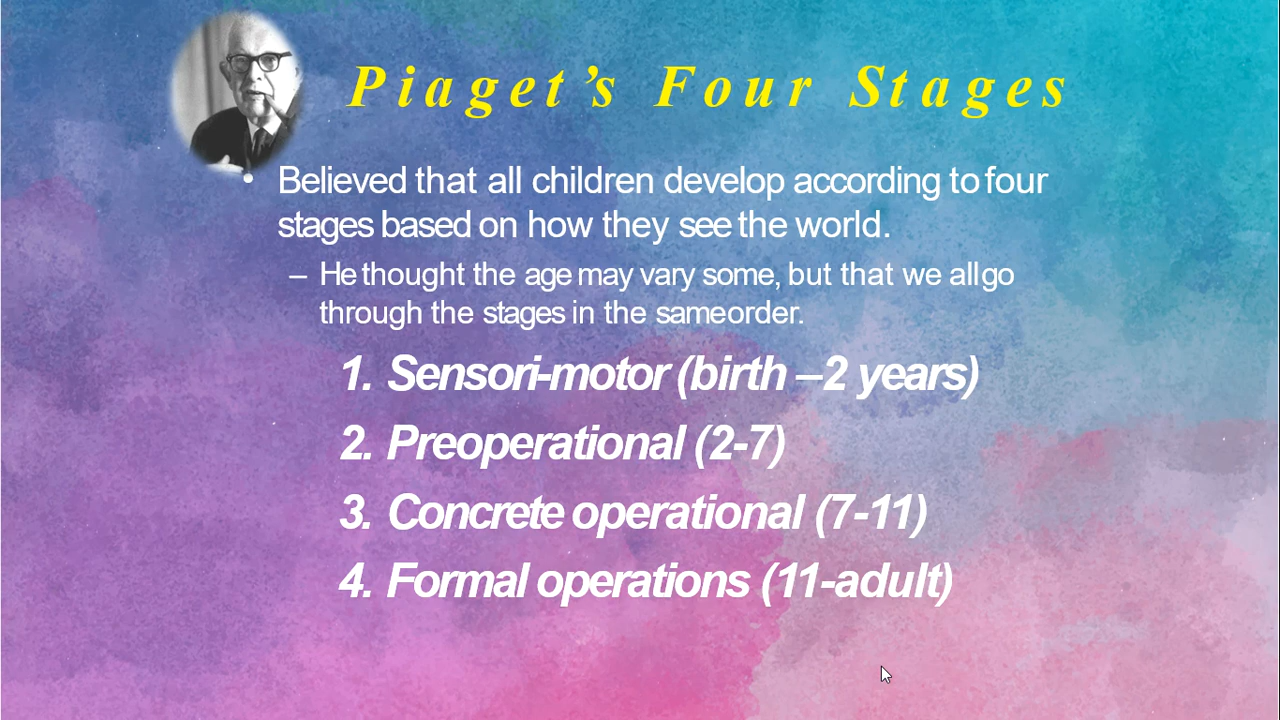 Piaget’s Four Stages
• Believed that all children develop according to four
stages based on how they see the world.
– He thought the age may vary some, but that we all go
through the stages in the same order.
1. Sensori-motor (birth –2 years)
2. Preoperational (2-7)
3. Concrete operational (7-11)
4. Formal operations (11-adult)